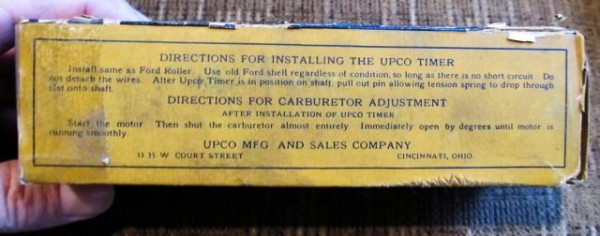 DIRECTIONS FOR INSTALLING THE UPCO TIMER
Install same as Ford Roller. Use old Ford shell regardless of condition, so long as there is no short circuit Do
not detach the wires. After Upco Timer is in position on shaft, pull out pin allowing tension spring to drop through
slot onto shaft.
DIRECTIONS FOR CARBURETOR ADJUSTMENT
AFTER INSTALLATION OF UPCO TIMER
Start the motor Then shut the carburetor almost entirely Immediately open by degrees until motor is
running smoothly.
UPCO MFG AND SALES COMPANY
13 15 W COURT STREET CINCINNATI, OHIO.